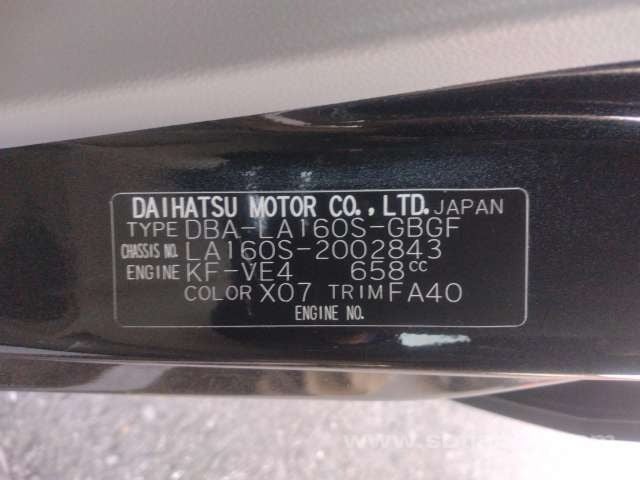 DAIHATSU MOTOR CO., LTD. JAPAN
TYPE DBA-LA160S-GBGF
CHASSIS NO. LA160S-2002843
ENGINE KF-VE4 658cc
COLOR X07 TRIM FA40
ENGINE NO.